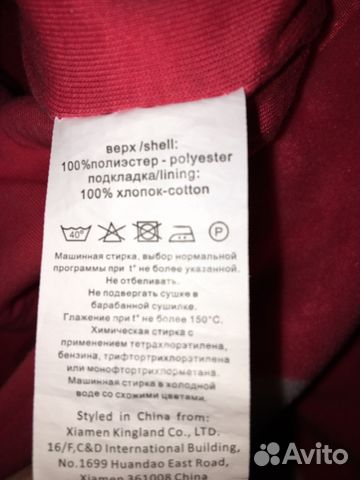 верх /shell:
100%полиэстер - polyester
подкладка/lining:
100% хлопок-cotton
40° P
Машинная стирка, выбор нормальной
программы при t° не более указанной.
Не отбеливать.
Не подвергать сушке в
барабанной сушилке.
Глажение при t° не более 150°C.
Химическая стирка с
применением тетрахлорэтилена,
бензина, трифтортрихлорэтилена
или монофтортрихлорметана.
Машинная стирка в холодной
воде со схожими цветами.
Styled in China from:
Xiamen Kingland Co., LTD.
16/F,C&D International Building,
No.1699 Huandao East Road,
Xiamen 361008 China
Avito